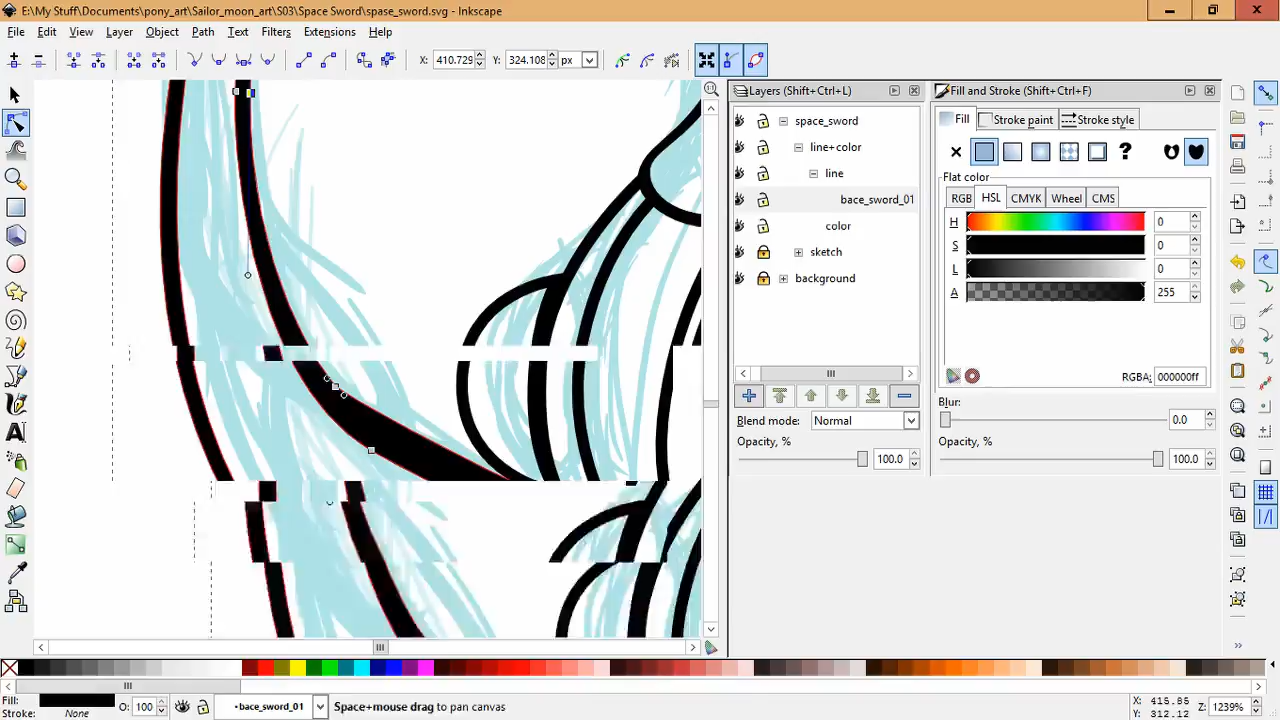 E:\My Stuff\Documents\pony_art\Sailor_moon_art\S03\Space Sword\spase_sword.svg - Inkscape
File Edit View Layer Object Path Text Filters Extensions Help
X: 410.729 Y: 324.108 px
Layers (Shift+Ctrl+L)
space_sword
line+color
line
bace_sword_01
color
sketch
background
Blend mode: Normal
Opacity, % 100.0
Fill and Stroke (Shift+Ctrl+F)
Fill Stroke paint Stroke style
?
Flat color
RGB HSL CMYK Wheel CMS
H 0
S 0
L 0
A 255
RGBA: 000000ff
Blur:
0.0
Opacity, %
100.0
Fill:
Stroke: None
O: 100
•bace_sword_01
Space+mouse drag to pan canvas
X: 415.85
Y: 312.12
Z: 1239%